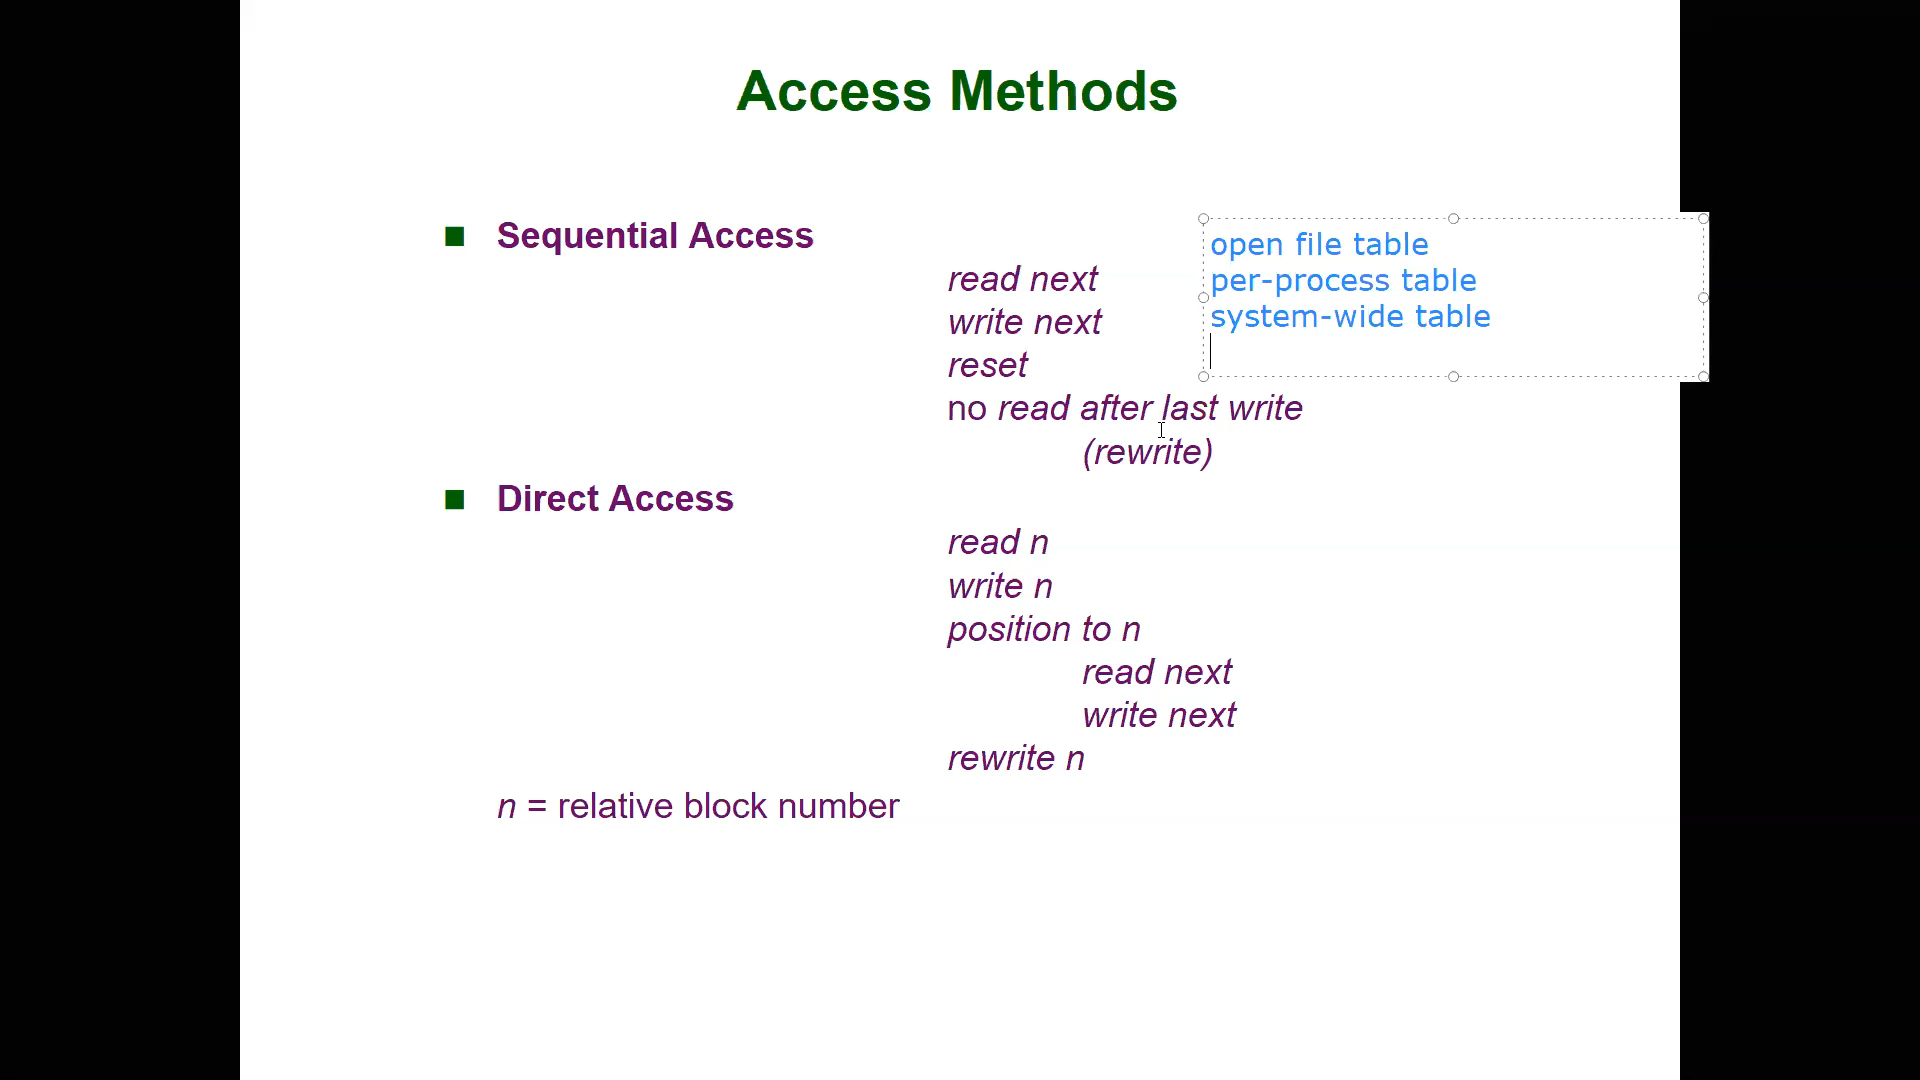 Access Methods
■ Sequential Access
read next
write next
reset
no read after last write
(rewrite)
open file table
per-process table
system-wide table
■ Direct Access
read n
write n
position to n
read next
write next
rewrite n
n = relative block number